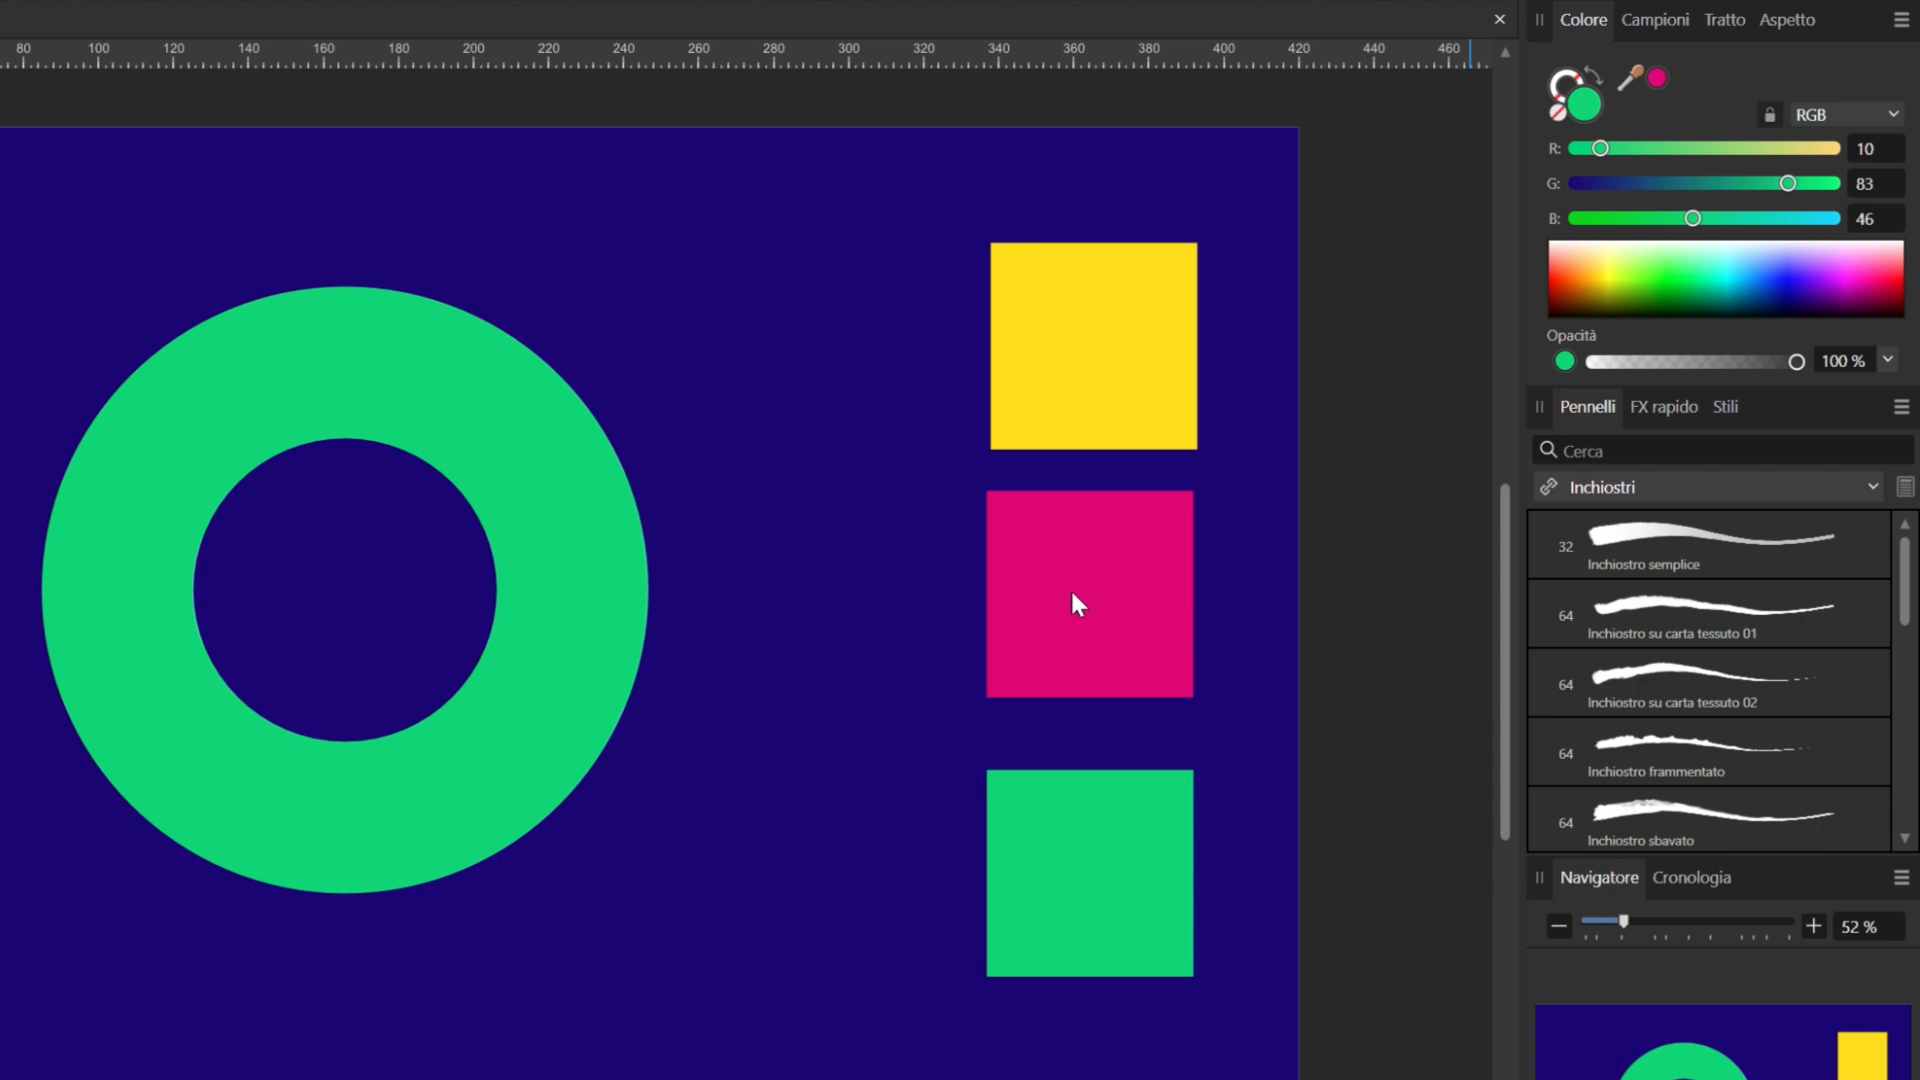 80 100 120 140 160 180 200 220 240 260 280 300 320 340 360 380 400 420 440 460
Colore Campioni Tratto Aspetto
RGB
R: 10
G: 83
B: 46
Opacità
100 %
Pennelli FX rapido Stili
Cerca
Inchiostri
32
Inchiostro semplice
64
Inchiostro su carta tessuto 01
64
Inchiostro su carta tessuto 02
64
Inchiostro frammentato
64
Inchiostro sbavato
Navigatore Cronologia
52 %